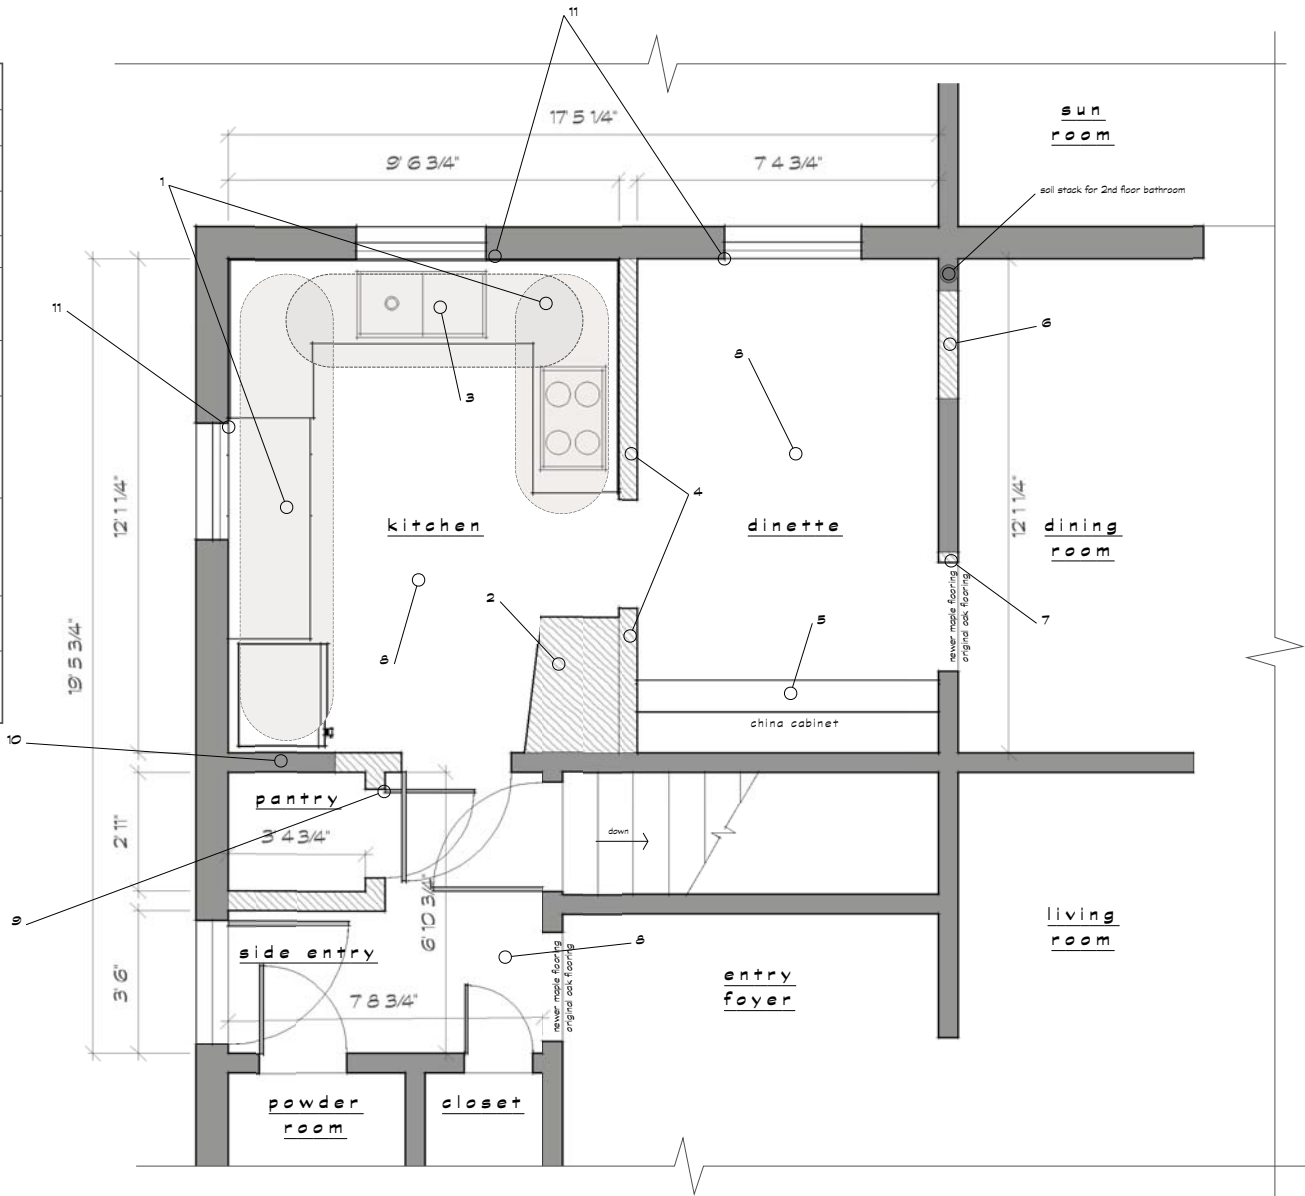 11
17' 5 1/4"
sun
room
9' 6 3/4"
7' 4 3/4"
1
soil stack for 2nd floor bathroom
11
6
8
3
4
12' 1 1/4"
kitchen
dinette
12' 1 1/4"
dining
room
newer maple flooring
original oak flooring
2
7
5
19' 5 3/4"
8
china cabinet
10
pantry
2' 11"
3' 4 3/4"
down
6' 10 3/4"
9
living
room
8
side entry
3' 6"
7' 8 3/4"
newer maple flooring
original oak flooring
entry
foyer
powder
room
closet